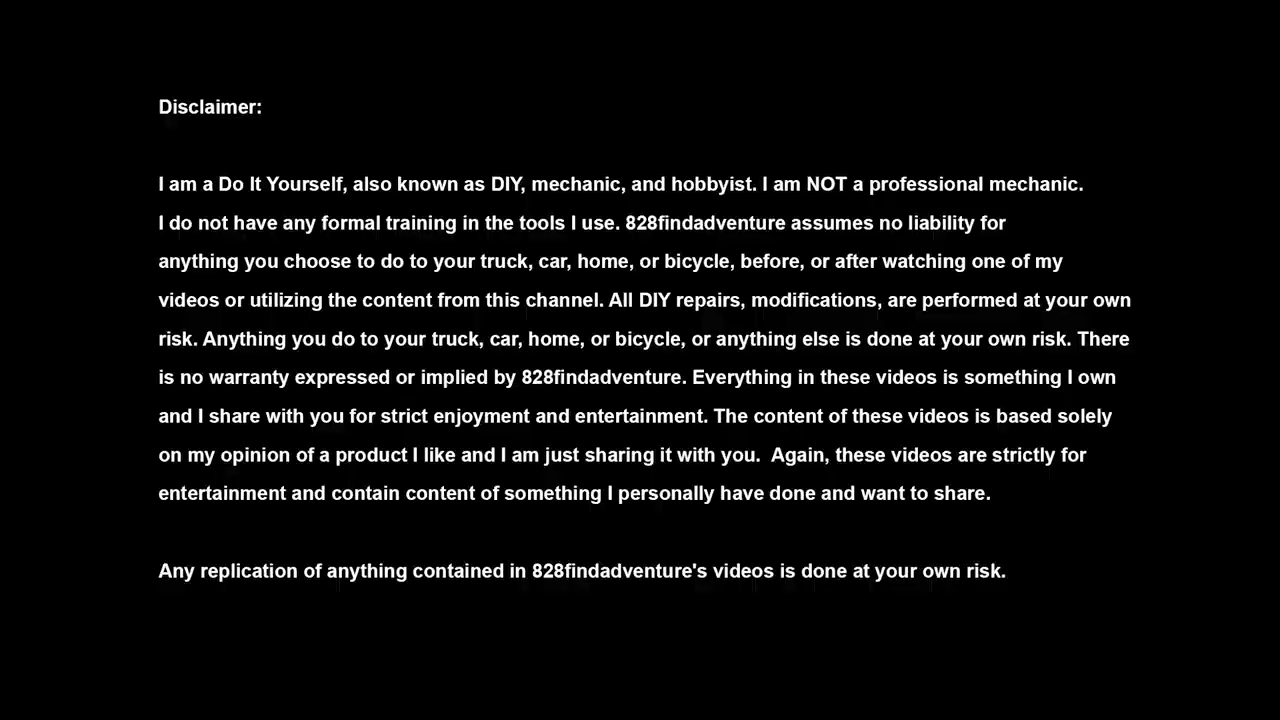 Disclaimer:
I am a Do It Yourself, also known as DIY, mechanic, and hobbyist. I am NOT a professional mechanic.
I do not have any formal training in the tools I use. 828findadventure assumes no liability for
anything you choose to do to your truck, car, home, or bicycle, before, or after watching one of my
videos or utilizing the content from this channel. All DIY repairs, modifications, are performed at your own
risk. Anything you do to your truck, car, home, or bicycle, or anything else is done at your own risk. There
is no warranty expressed or implied by 828findadventure. Everything in these videos is something I own
and I share with you for strict enjoyment and entertainment. The content of these videos is based solely
on my opinion of a product I like and I am just sharing it with you.  Again, these videos are strictly for
entertainment and contain content of something I personally have done and want to share.
Any replication of anything contained in 828findadventure's videos is done at your own risk.